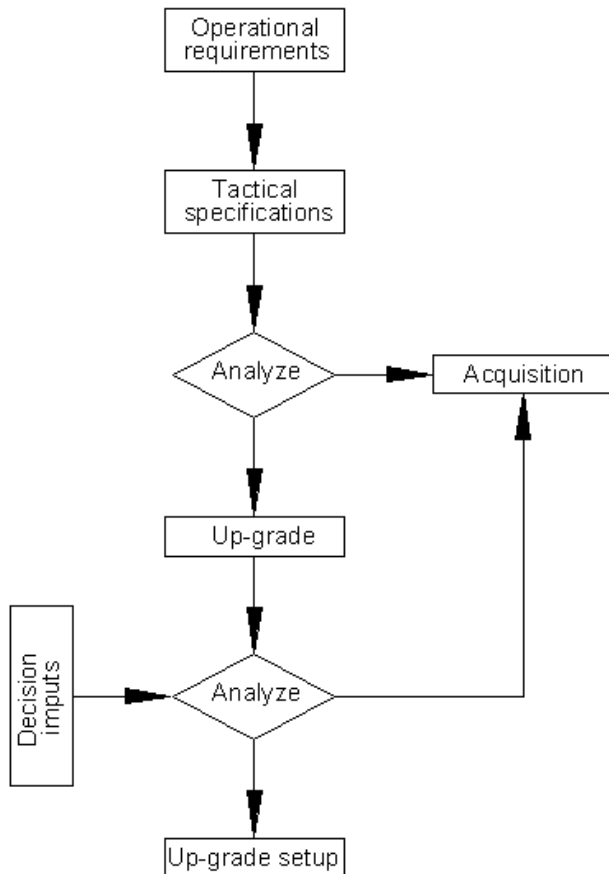 Operational
requirements
Tactical
specifications
Analyze
Acquisition
Up-grade
Decision
imputs
Analyze
Up-grade setup